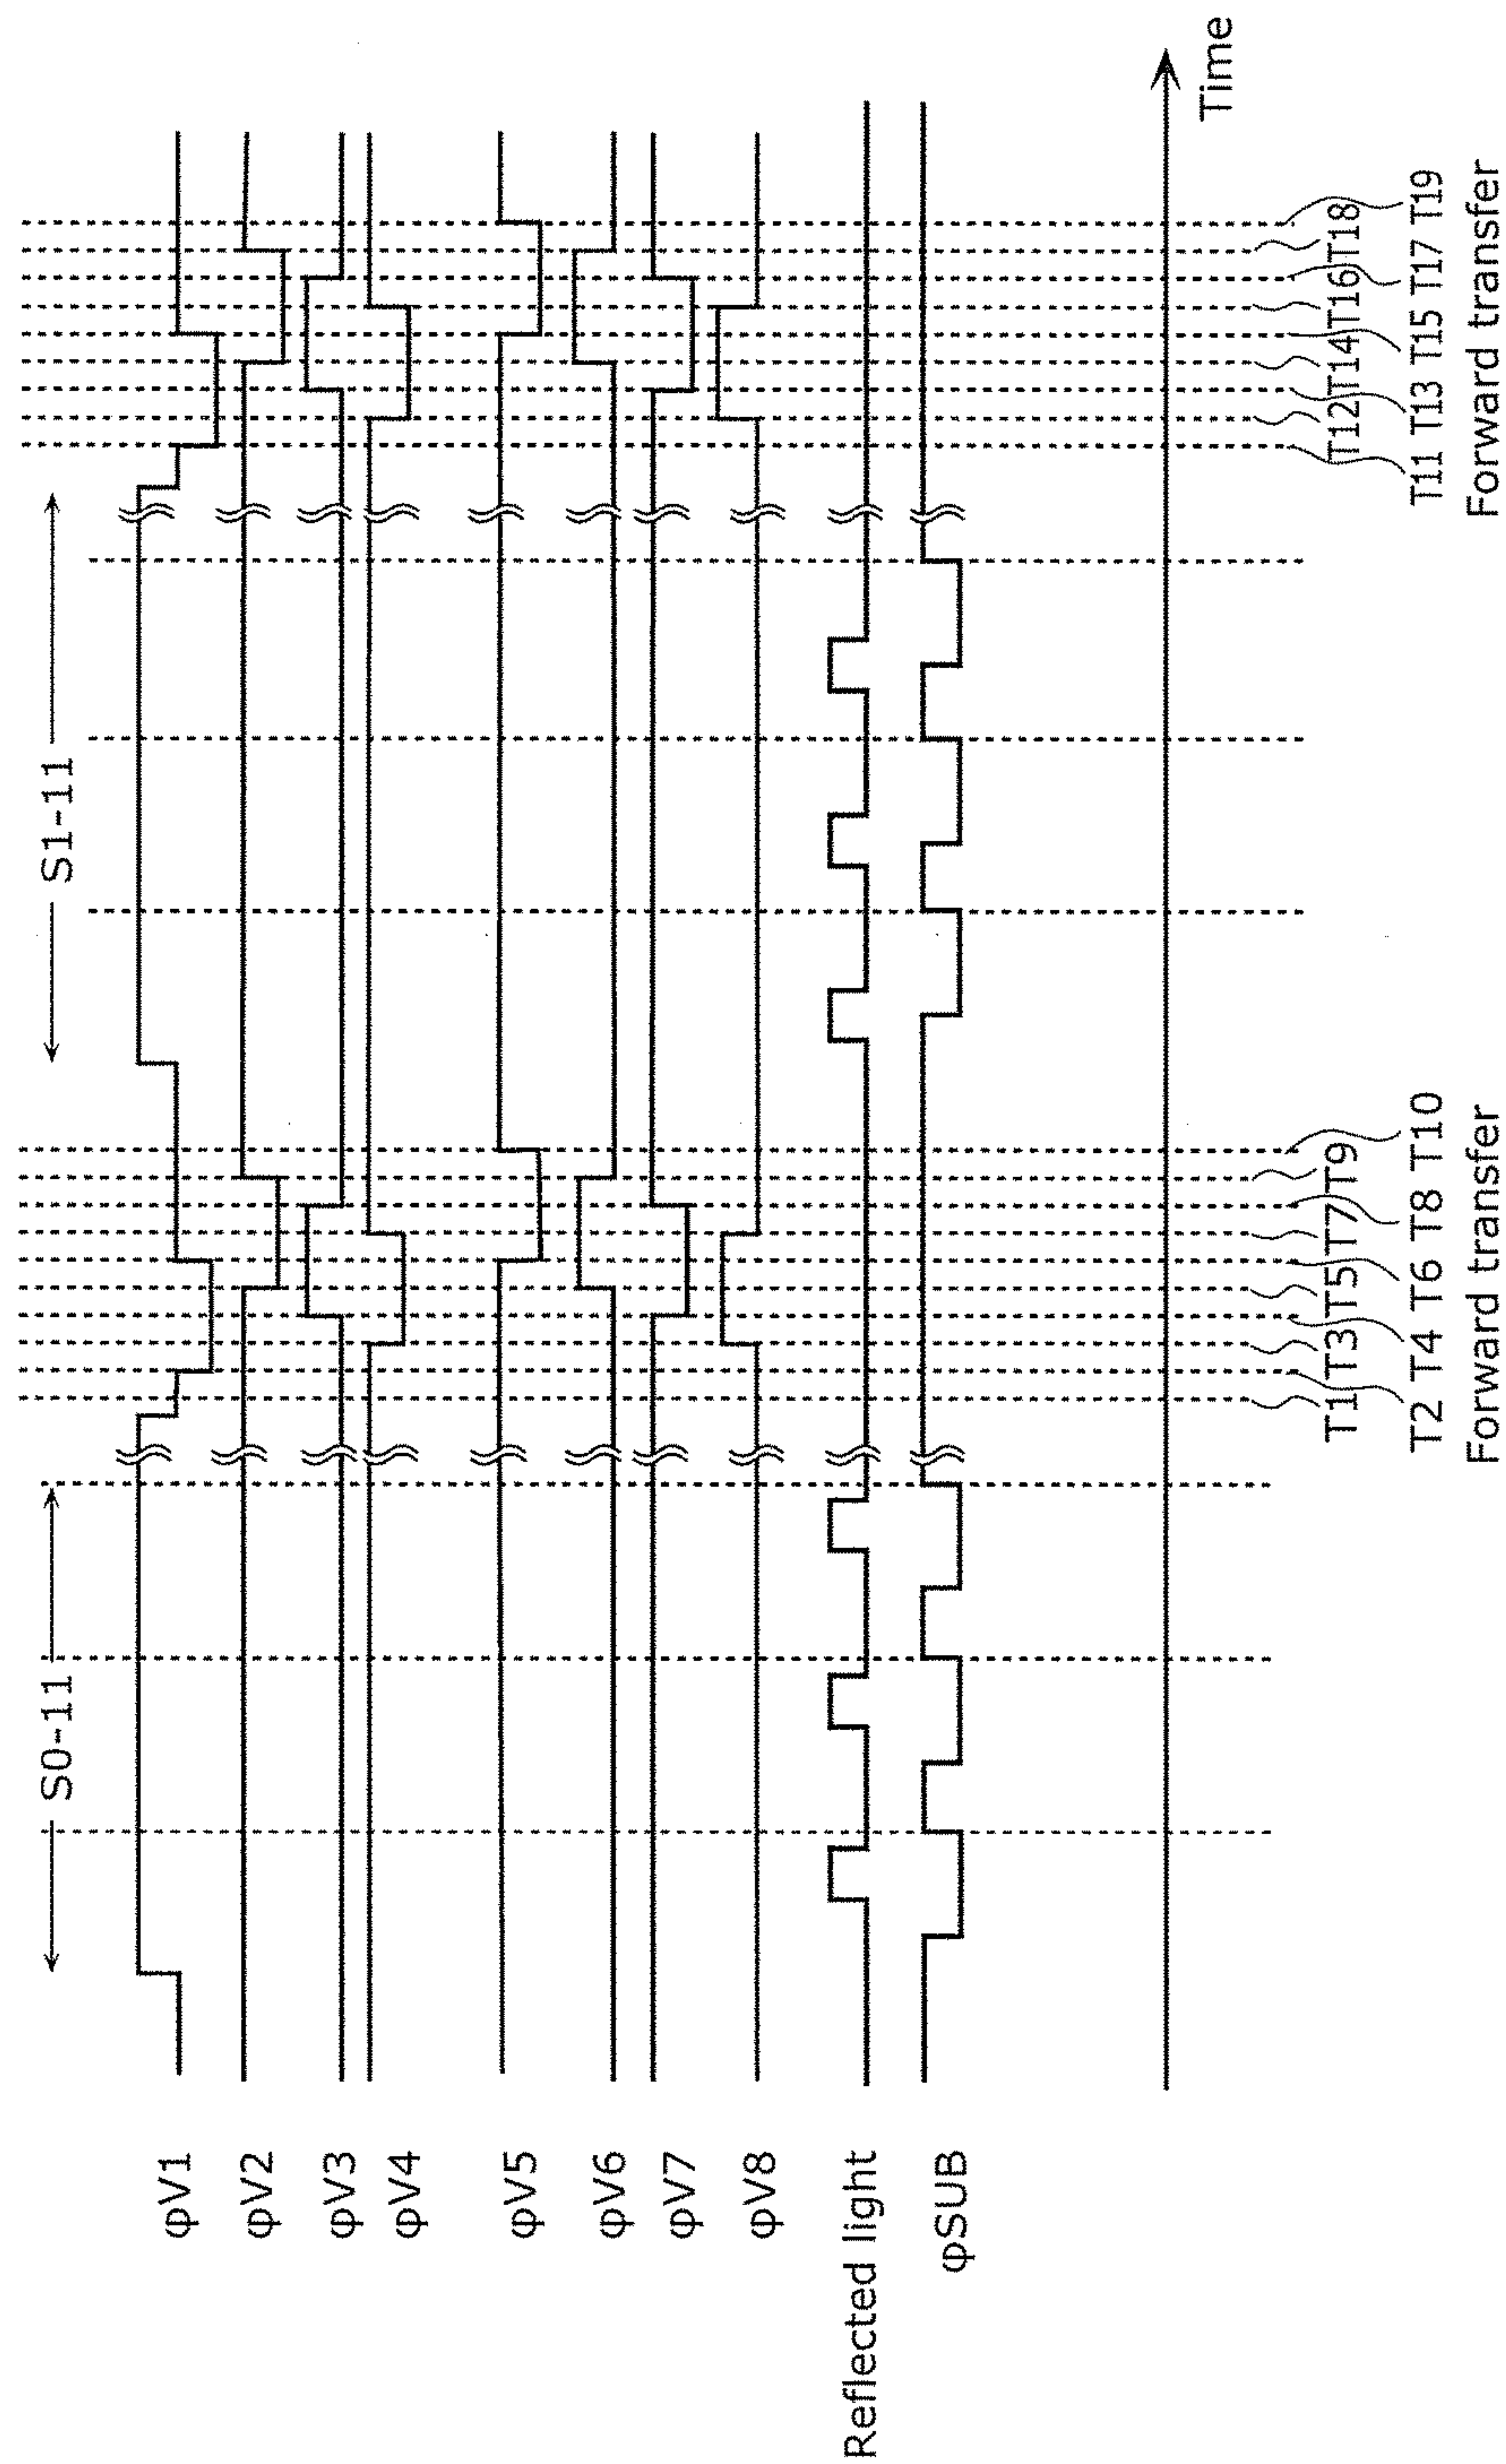 S0-11
S1-11
φV1
φV2
φV3
φV4
φV5
φV6
φV7
φV8
Reflected light
φSUB
Time
T1 T3 T5 T7 T9
T2 T4 T6 T8 T10
Forward transfer
T12 T14 T16 T18
T11 T13 T15 T17 T19
Forward transfer